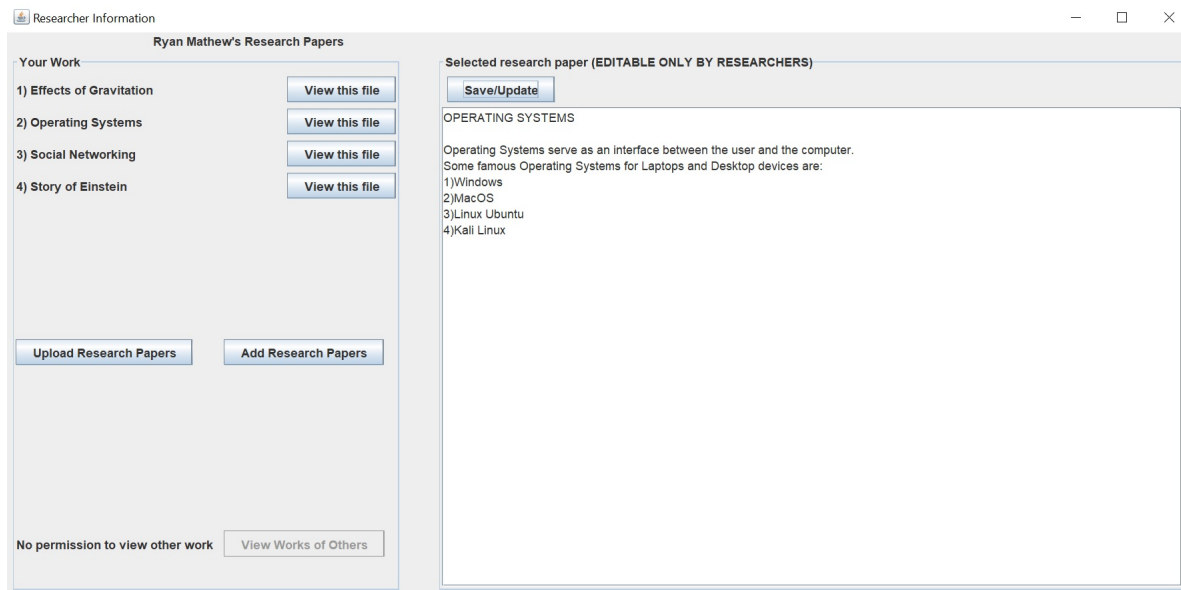 Researcher Information
Ryan Mathew's Research Papers
Your Work
1) Effects of Gravitation
View this file
2) Operating Systems
View this file
3) Social Networking
View this file
4) Story of Einstein
View this file
Upload Research Papers
Add Research Papers
No permission to view other work
View Works of Others
Selected research paper (EDITABLE ONLY BY RESEARCHERS)
Save/Update
OPERATING SYSTEMS
Operating Systems serve as an interface between the user and the computer.
Some famous Operating Systems for Laptops and Desktop devices are:
1)Windows
2)MacOS
3)Linux Ubuntu
4)Kali Linux